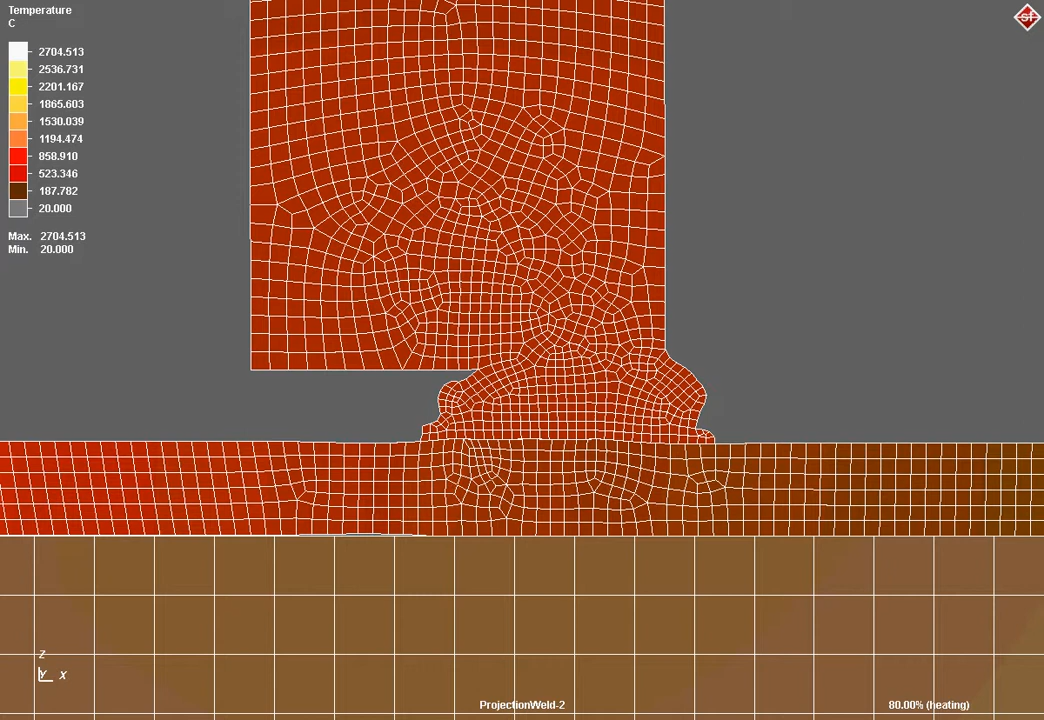 Temperature
C
2704.513
2536.731
2201.167
1865.603
1530.039
1194.474
858.910
523.346
187.782
20.000
Max. 2704.513
Min. 20.000
sf
Z
Y X
ProjectionWeld-2
80.00% (heating)